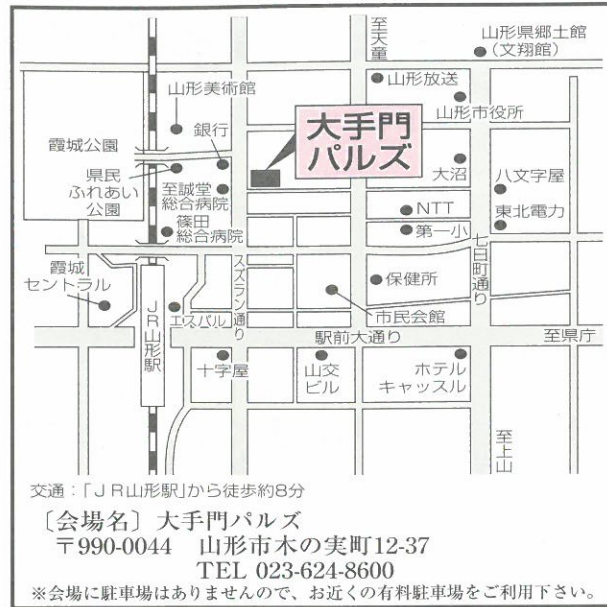 至天童
山形県郷土館
（文翔館）
山形美術館
山形放送
山形市役所
霞城公園
銀行
大手門
パルズ
県民
ふれあい
公園
至誠堂
総合病院
大沼
八文字屋
篠田
総合病院
NTT
第一小
東北電力
霞城
セントラル
スズラン通り
保健所
七日町通り
市民会館
JR山形駅
エスパル
駅前大通り
至県庁
十字屋
山交
ビル
ホテル
キャッスル
至上山
交通：「ＪＲ山形駅」から徒歩約8分
〔会場名〕大手門パルズ
〒990-0044　山形市木の実町12-37
TEL 023-624-8600
※会場に駐車場はありませんので、お近くの有料駐車場をご利用下さい。